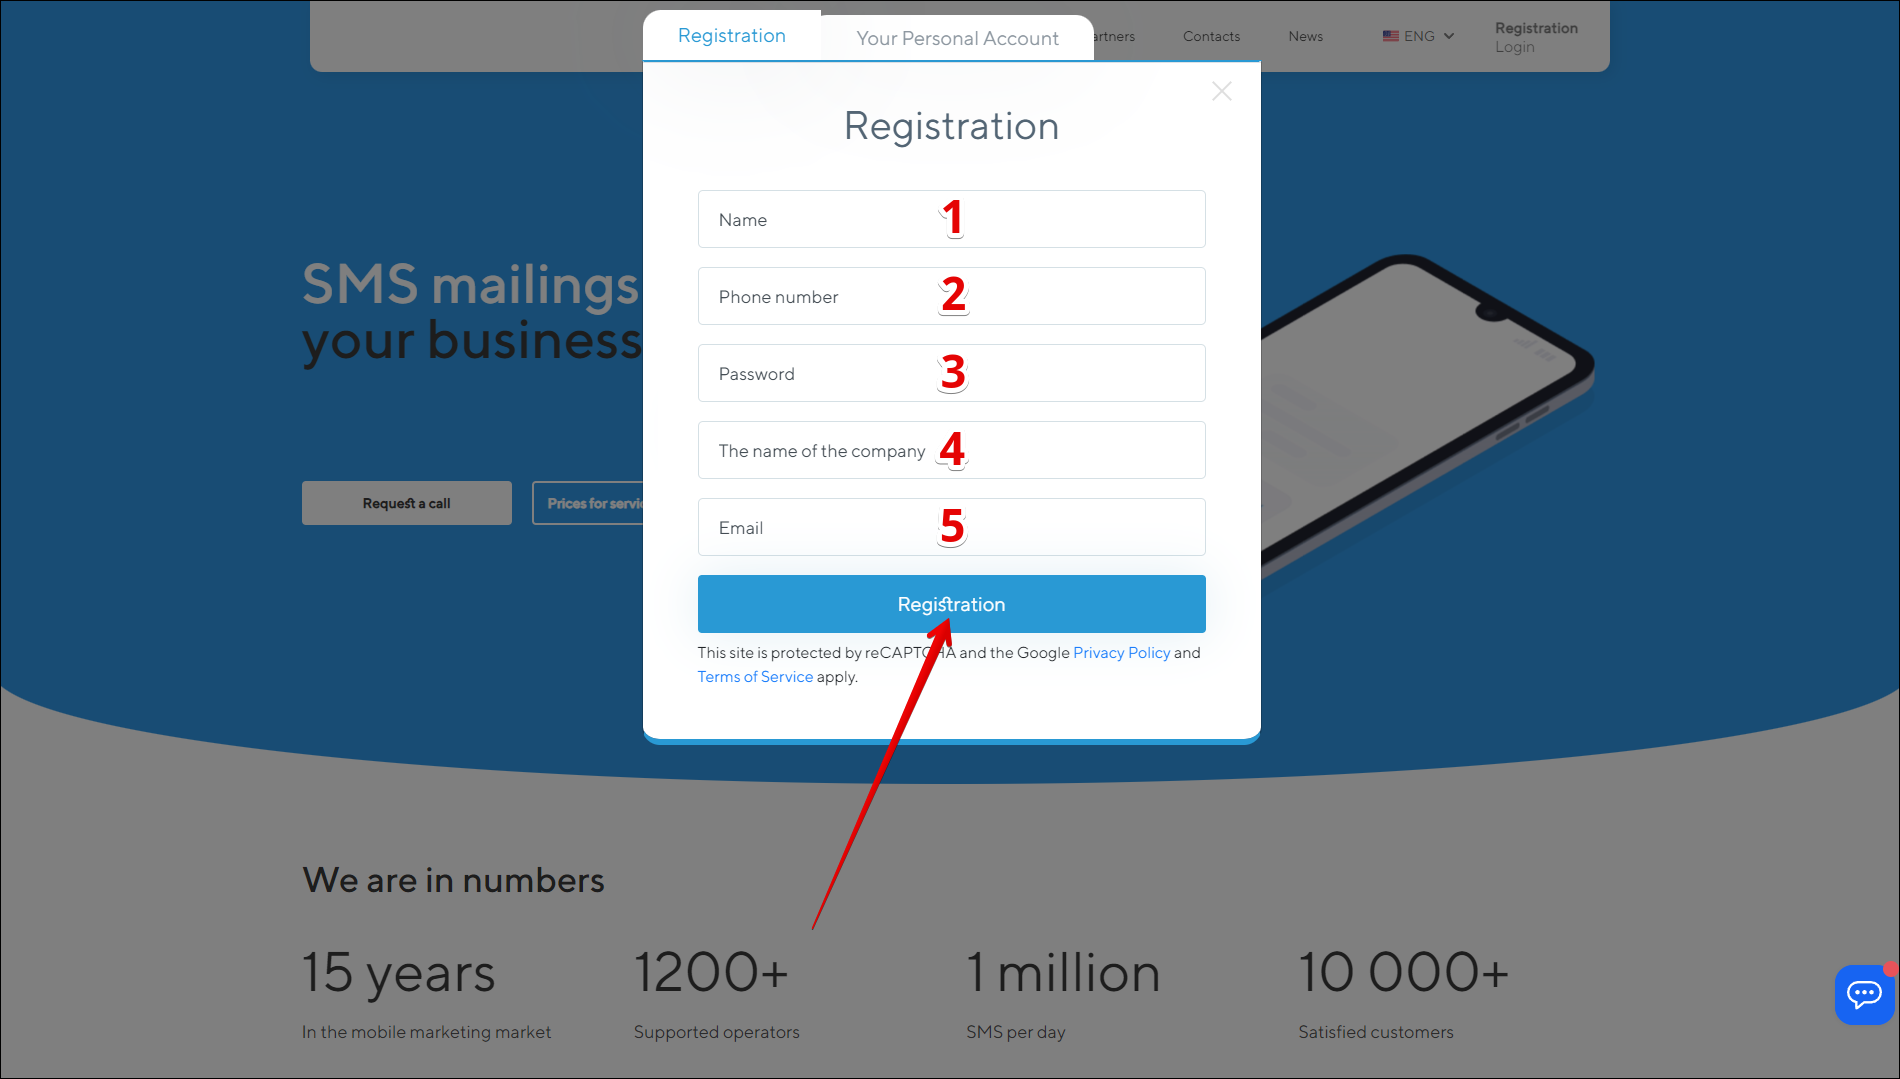 Registration
Your Personal Account
Contacts
News
ENG
Registration
Login
Registration
Name
1
Phone number
2
Password
3
The name of the company
4
Email
5
Registration
This site is protected by reCAPTCHA and the Google Privacy Policy and
Terms of Service apply.
SMS mailings
your business
Request a call
Prices for
We are in numbers
15 years
In the mobile marketing market
1200+
Supported operators
1 million
SMS per day
10 000+
Satisfied customers